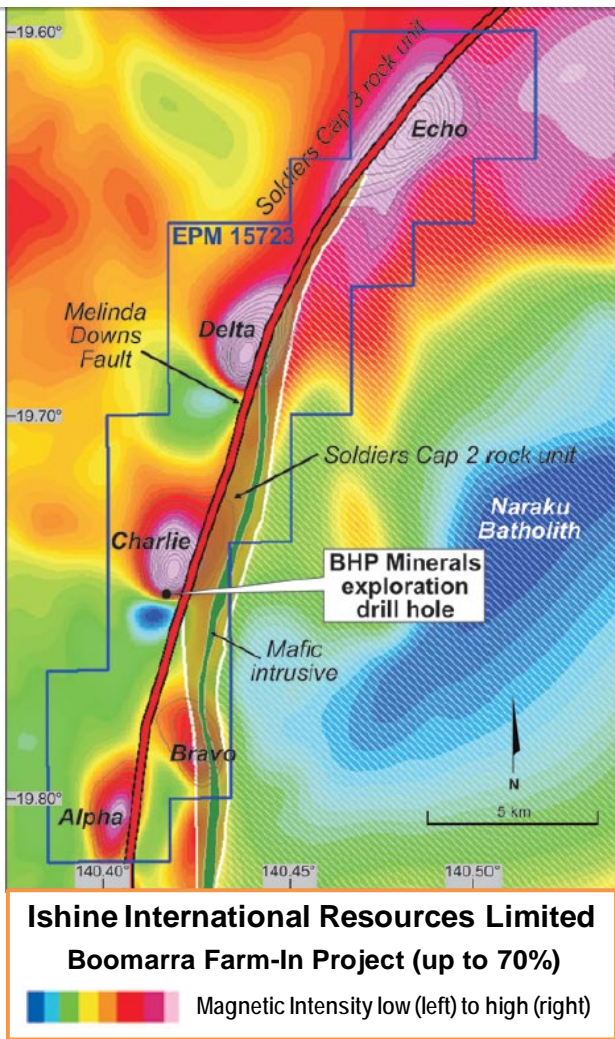 19.60°
Soldiers Cap 3 rock unit
Echo
EPM 15723
Melinda
Downs
Fault
Delta
19.70°
Soldiers Cap 2 rock unit
Charlie
Naraku
Batholith
BHP Minerals
exploration
drill hole
Mafic
intrusive
Bravo
N
19.80°
Alpha
5 km
140.40°
140.45°
140.50°
Ishine International Resources Limited
Boomarra Farm-In Project (up to 70%)
Magnetic Intensity low (left) to high (right)